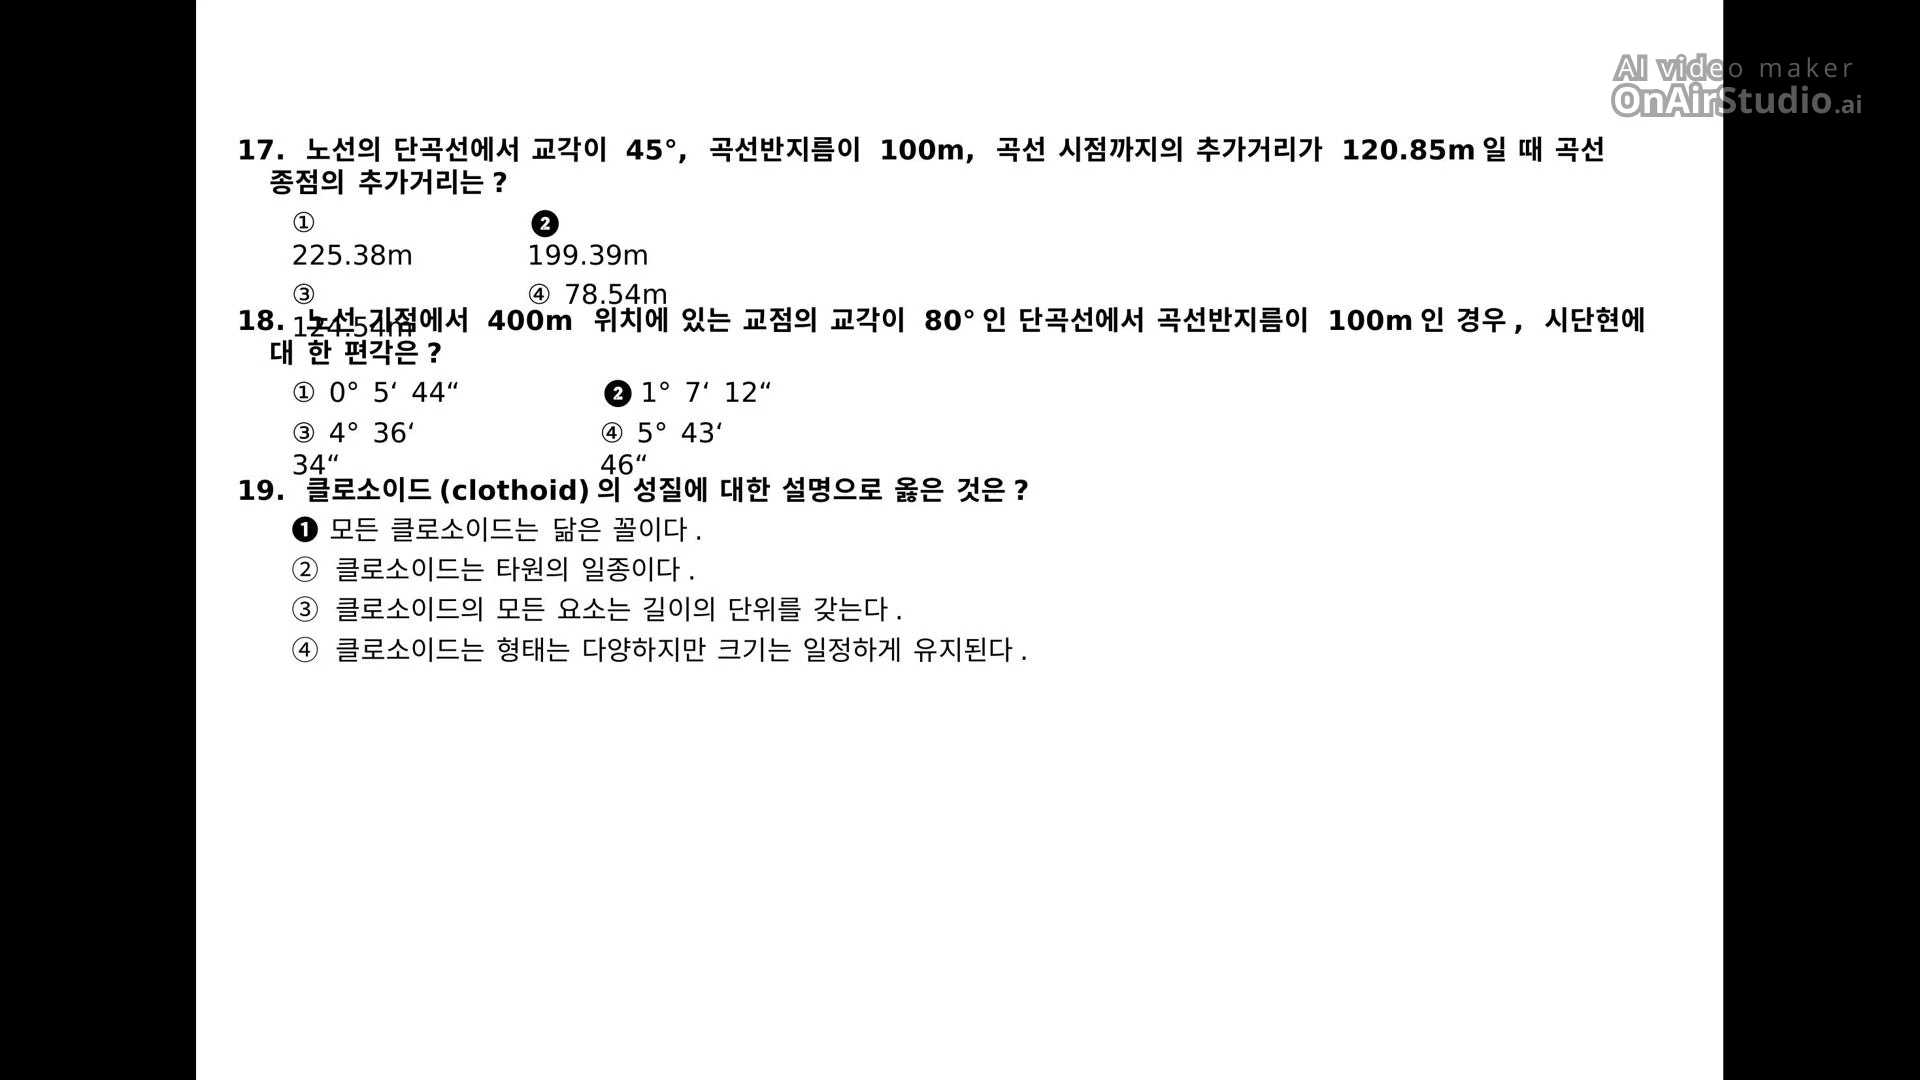 AI video maker
OnAirStudio.ai
17. 노선의 단곡선에서 교각이 45°, 곡선반지름이 100m, 곡선 시점까지의 추가거리가 120.85m일 때 곡선
종점의 추가거리는?
① ❷
225.38m 199.39m
③ ④ 78.54m
124.54m
18. 노선 기점에서 400m 위치에 있는 교점의 교각이 80°인 단곡선에서 곡선반지름이 100m인 경우, 시단현에
대 한 편각은?
① 0° 5‘ 44“ ❷ 1° 7‘ 12“
③ 4° 36‘ ④ 5° 43‘
34“ 46“
19. 클로소이드(clothoid)의 성질에 대한 설명으로 옳은 것은?
❶ 모든 클로소이드는 닮은 꼴이다.
② 클로소이드는 타원의 일종이다.
③ 클로소이드의 모든 요소는 길이의 단위를 갖는다.
④ 클로소이드는 형태는 다양하지만 크기는 일정하게 유지된다.